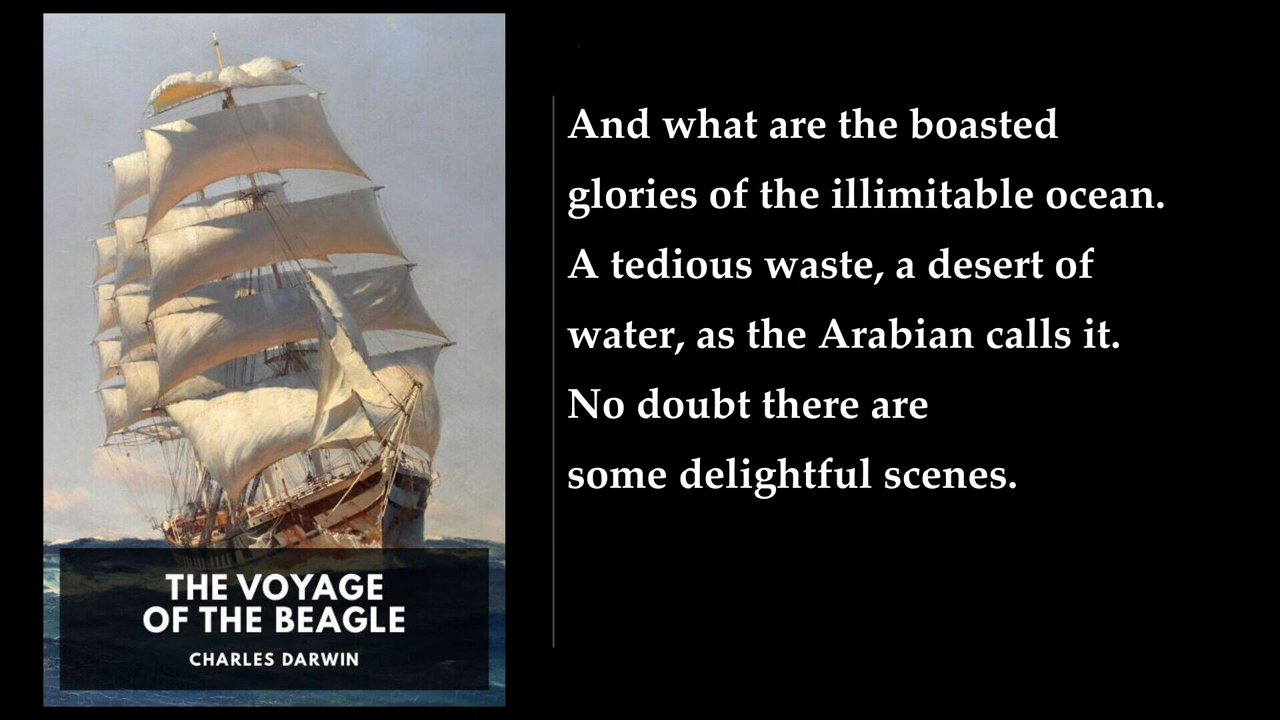 THE VOYAGE
OF THE BEAGLE
CHARLES DARWIN
And what are the boasted
glories of the illimitable ocean.
A tedious waste, a desert of
water, as the Arabian calls it.
No doubt there are
some delightful scenes.